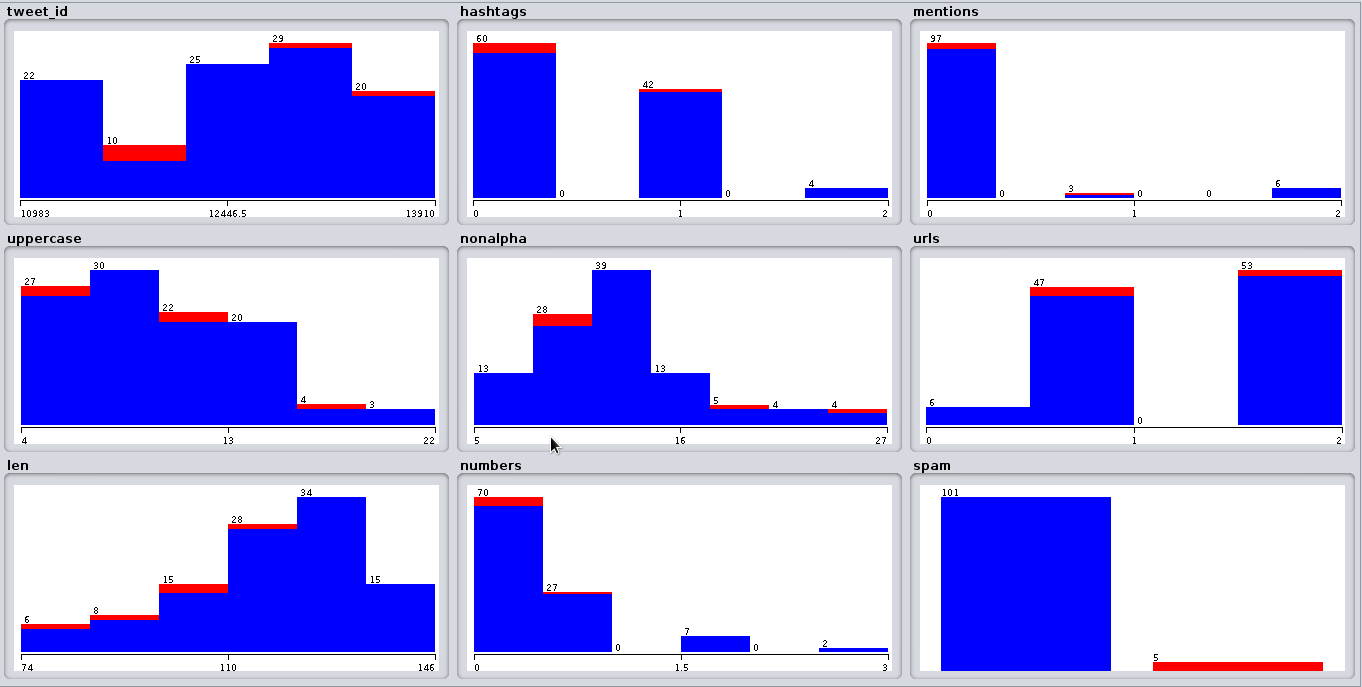 tweet_id
22
10
25
29
20
10983 12446.5 13910
hashtags
60
0
42
0
4
0 1 2
mentions
97
0
3
0
0
6
0 1 2
uppercase
27
30
22
20
4
3
4 13 22
nonalpha
13
28
39
13
5
4
4
5 16 27
urls
6
47
0
53
0 1 2
len
6
8
15
28
34
15
74 110 146
numbers
70
27
0
7
0
2
0 1.5 3
spam
101
5